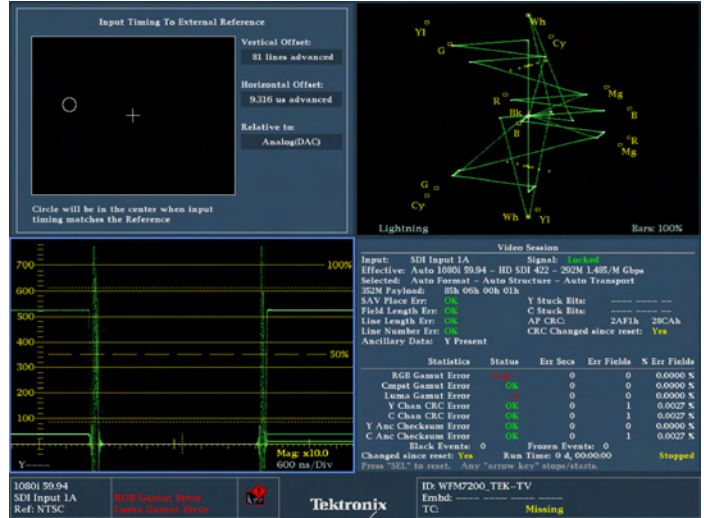 Input Timing To External Reference
Vertical Offset:
81 lines advanced
Horizontal Offset:
9.316 us advanced
Relative to:
Analog(DAC)
Circle will be in the center when input
timing matches the Reference
Wh
Yl
Cy
G
Mg
R
B
Bk
B
R
Mg
G
Cy
Wh
Yl
Lightning
Bars: 100%
700
100%
600
500
400
50%
300
200
100
Mag: x10.0
Y-----
600 ns/Div
Video Session
Input: SDI Input 1A Signal: Locked
Effective: Auto 1080i 59.94 - HD SDI 422 - 292M 1.485/M Gbps
Selected: Auto Format - Auto Structure - Auto Transport
352M Payload: 85h 06h 00h 01h
SAV Place Err: OK Y Stuck Bits: ---- ---- --
Field Length Err: OK C Stuck Bits: ---- ---- --
Line Length Err: OK AP CRC: 2AF1h 28CAh
Line Number Err: OK CRC Changed since reset: Yes
Ancillary Data: Y Present
Statistics Status Err Secs Err Fields % Err Fields
RGB Gamut Error 0 0 0.0000 %
Cmpst Gamut Error OK 0 0 0.0000 %
Luma Gamut Error 0 0 0.0000 %
Y Chan CRC Error OK 0 1 0.0027 %
C Chan CRC Error OK 0 1 0.0027 %
Y Anc Checksum Error OK 0 0 0.0000 %
C Anc Checksum Error OK 0 1 0.0027 %
Black Events: 0 Frozen Events: 0
Changed since reset: Yes Run Time: 0 d, 00:00:00 Stopped
Press "SEL" to reset. Any "arrow key" stops/starts.
1080i 59.94
SDI Input 1A
Ref: NTSC
RGB Gamut Error
Luma Gamut Error
Tektronix
ID: WFM7200_TEK-TV
Embd: ---- ---- ---- ----
TC: Missing